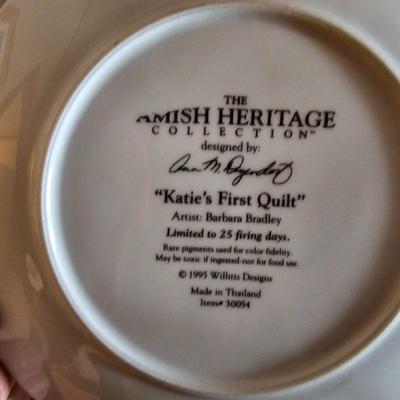 THE
AMISH HERITAGE
COLLECTION™
designed by:
Ann M. Dezendorf
"Katie's First Quilt"
Artist: Barbara Bradley
Limited to 25 firing days.
Rare pigments used for color fidelity.
May be toxic if ingested-not for food use.
© 1995 Willitts Designs
Made in Thailand
Item# 30054